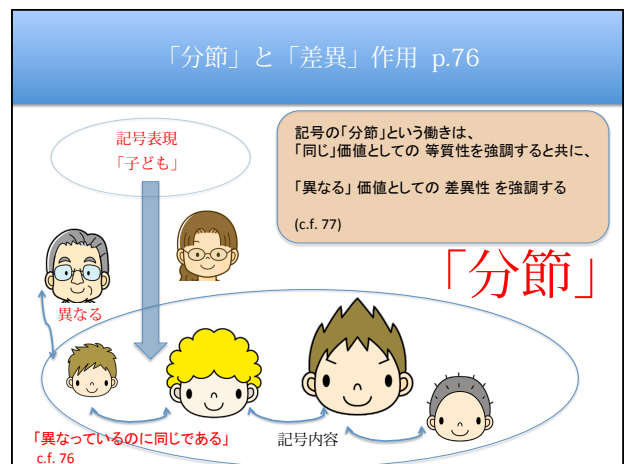 「分節」と「差異」作用 p.76
記号表現
「子ども」
記号の「分節」という働きは、
「同じ」価値としての 等質性を強調すると共に、
「異なる」 価値としての 差異性 を強調する
(c.f. 77)
「分節」
異なる
「異なっているのに同じである」
c.f. 76
記号内容